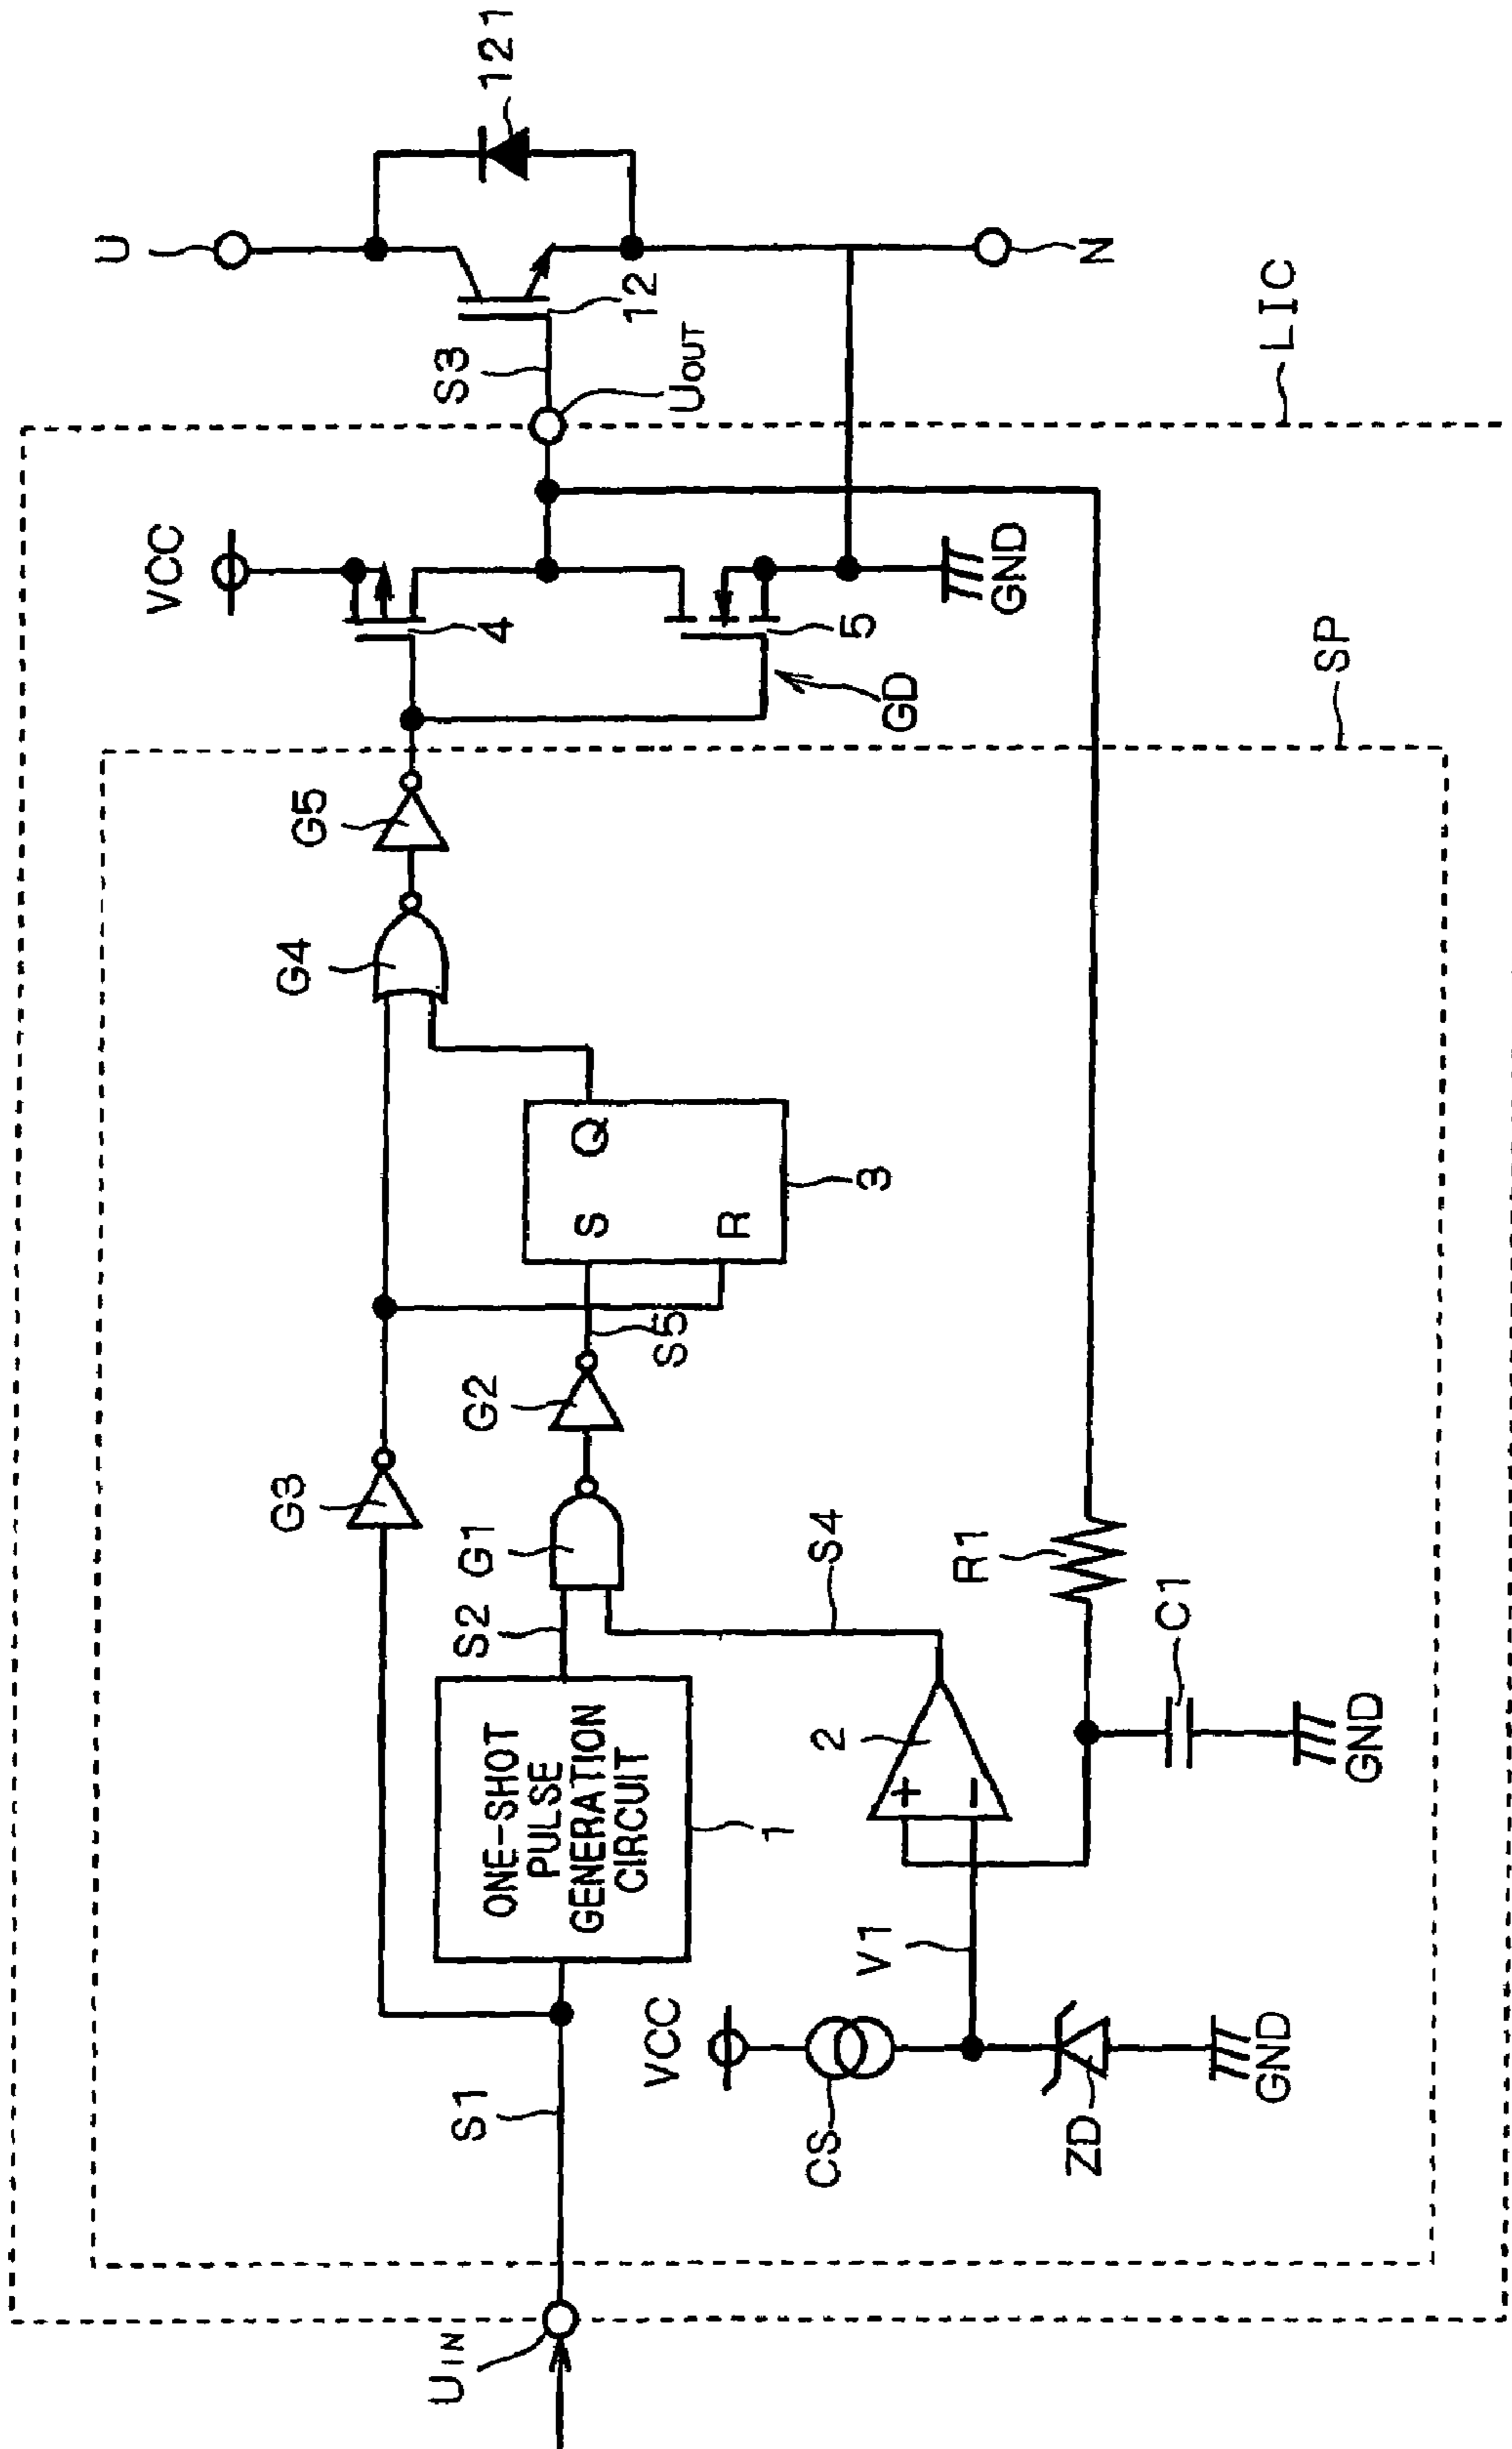 U
121
12
N
S3
UOUT
LIC
VCC
4
5
GD
GND
SP
G5
G4
Q
S
R
3
S5
G2
G3
G1
S2
S4
R1
C1
GND
2
+
−
ONE-SHOT
PULSE
GENERATION
CIRCUIT
1
V1
VCC
CS
ZD
GND
S1
UIN